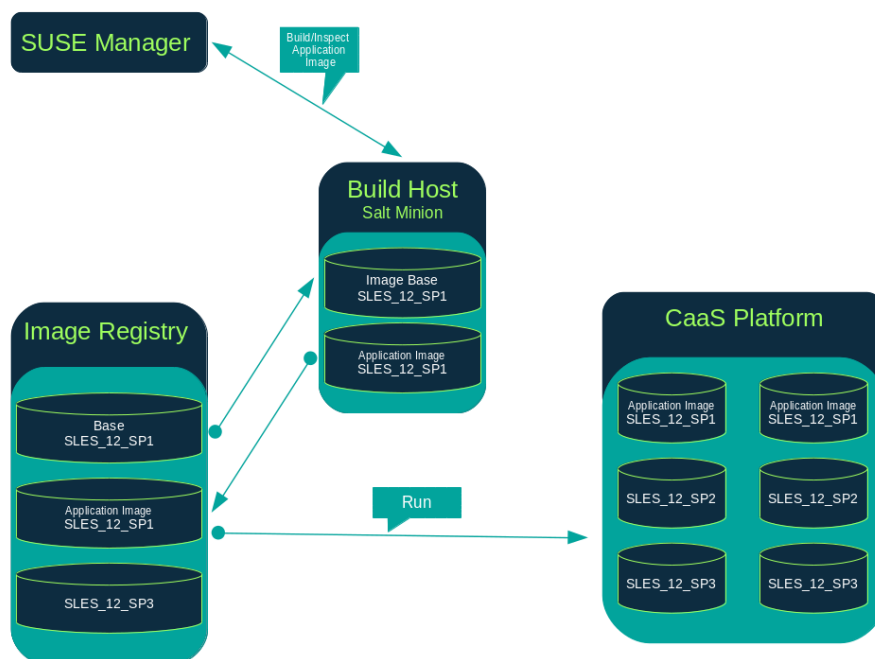 SUSE Manager
Build/Inspect
Application
Image
Build Host
Salt Minion
Image Base
SLES_12_SP1
Application Image
SLES_12_SP1
Image Registry
Base
SLES_12_SP1
Application Image
SLES_12_SP1
SLES_12_SP3
Run
CaaS Platform
Application Image
SLES_12_SP1
Application Image
SLES_12_SP1
SLES_12_SP2
SLES_12_SP2
SLES_12_SP3
SLES_12_SP3